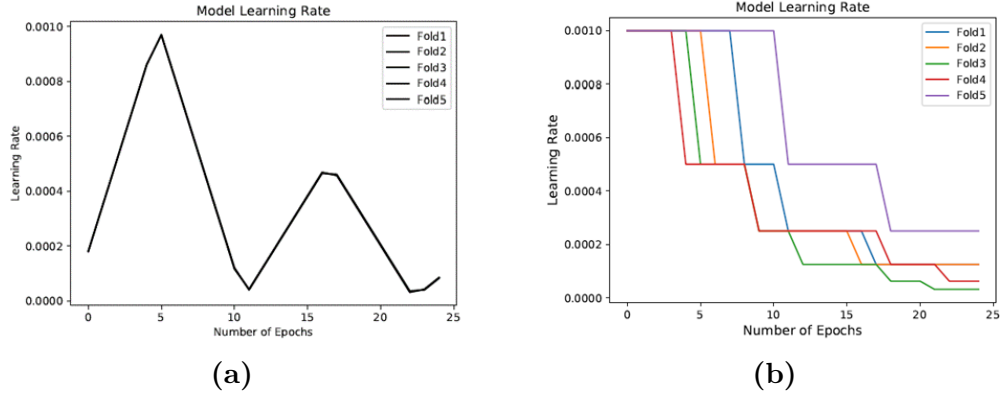 Model Learning Rate
0.0010
0.0008
0.0006
0.0004
0.0002
0.0000
Learning Rate
Fold1
Fold2
Fold3
Fold4
Fold5
0 5 10 15 20 25
Number of Epochs
(a)
Model Learning Rate
0.0010
0.0008
0.0006
0.0004
0.0002
0.0000
Learning Rate
Fold1
Fold2
Fold3
Fold4
Fold5
0 5 10 15 20 25
Number of Epochs
(b)